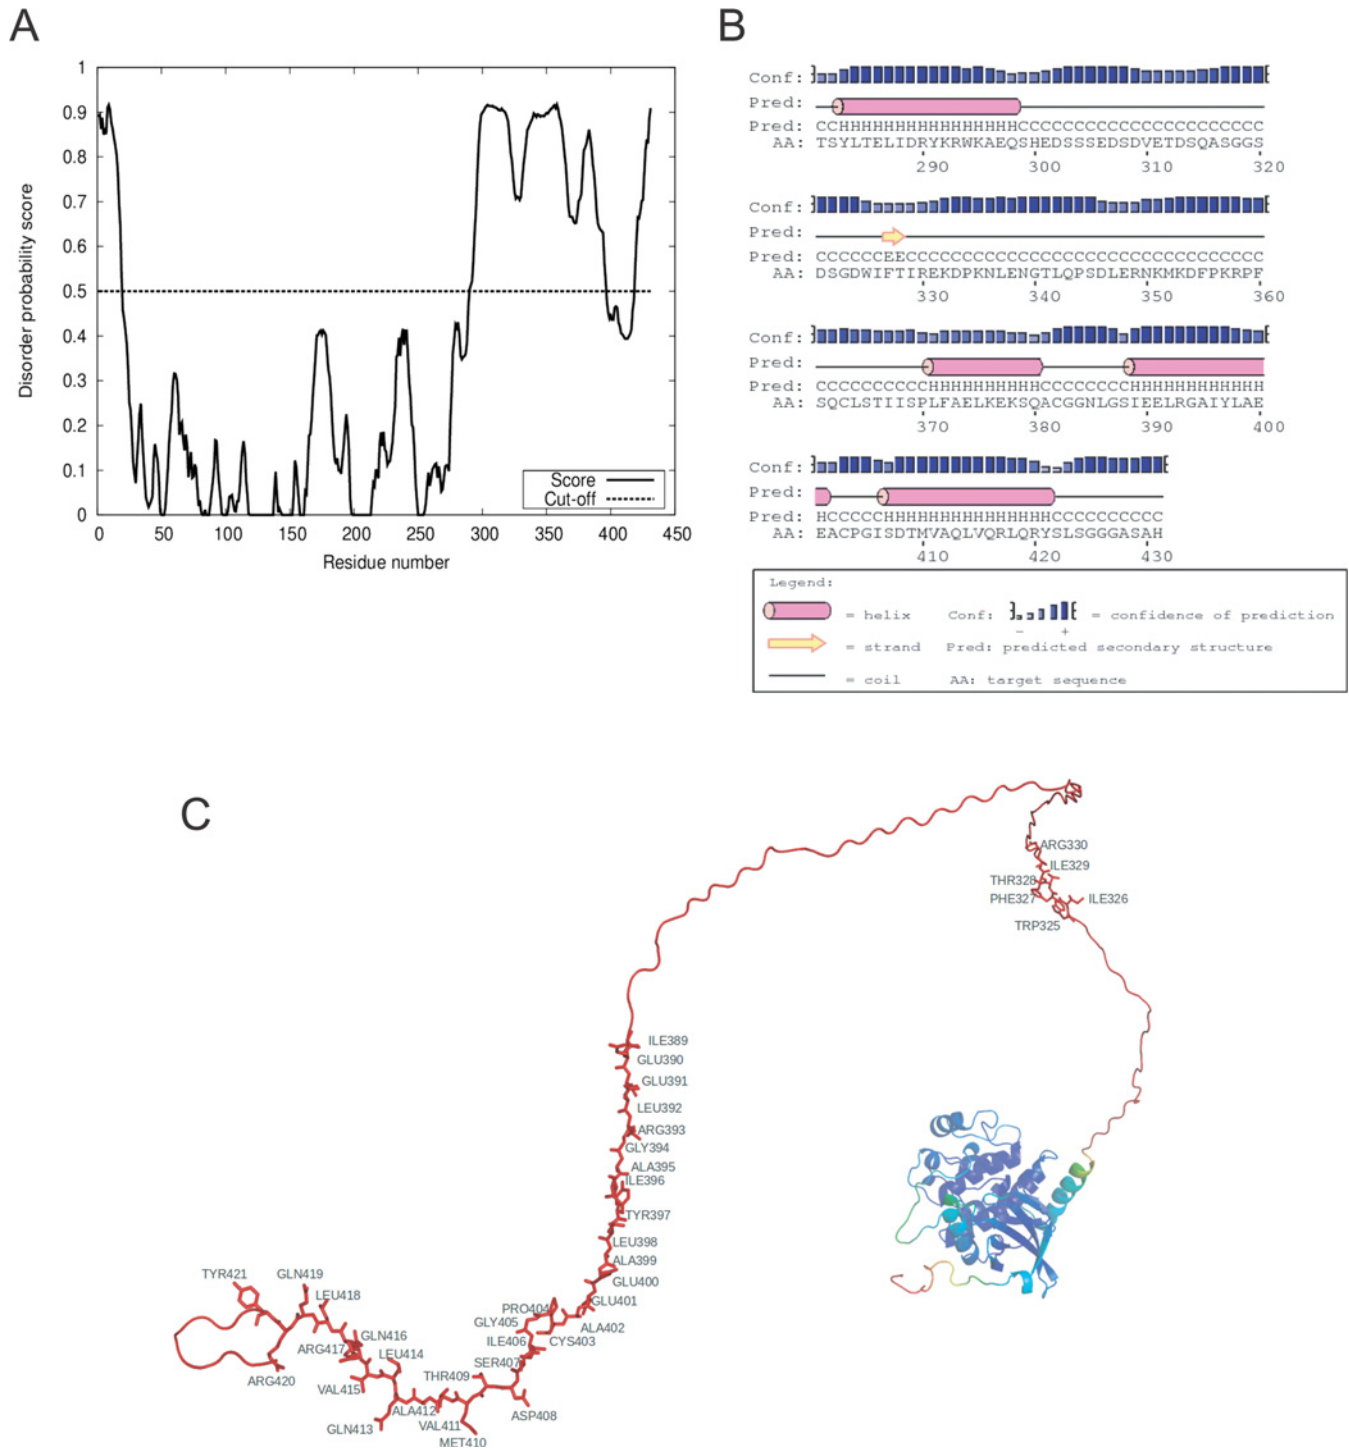 A
Disorder probability score
1
0.9
0.8
0.7
0.6
0.5
0.4
0.3
0.2
0.1
0
0 50 100 150 200 250 300 350 400 450
Residue number
Score
Cut-off
B
Conf:
Pred:
Pred: CCHHHHHHHHHHHHHHHHCCCCCCCCCCCCCCCCCCCCCC
AA: TSYLTELIDRYKRWKAEQSHEDSSSEDSDVETDSQASGGS
290 300 310 320
Conf:
Pred:
Pred: CCCCCCEECCCCCCCCCCCCCCCCCCCCCCCCCCCCCCCC
AA: DSGDWIFTIREKDPKNLENGTLQPSDLERNKMKDFPKRPF
330 340 350 360
Conf:
Pred:
Pred: CCCCCCCCCCHHHHHHHHHHCCCCCCCCHHHHHHHHHHHH
AA: SQCLSTIISPLFAELKEKSQACGGNLGSIEELRGAIYLAE
370 380 390 400
Conf:
Pred:
Pred: HCCCCCHHHHHHHHHHHHHHHCCCCCCCCCC
AA: EACPGISDTMVAQLVQRLQRYSLSGGGASAH
410 420 430
Legend:
= helix Conf: - + = confidence of prediction
= strand Pred: predicted secondary structure
= coil AA: target sequence
C
ARG330
ILE329
THR328
PHE327
ILE326
TRP325
ILE389
GLU390
GLU391
LEU392
ARG393
GLY394
ALA395
ILE396
TYR397
LEU398
ALA399
GLU400
GLU401
ALA402
CYS403
PRO404
GLY405
ILE406
SER407
ASP408
THR409
MET410
VAL411
ALA412
GLN413
LEU414
VAL415
GLN416
ARG417
LEU418
GLN419
ARG420
TYR421